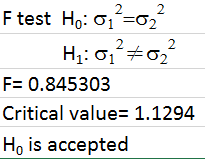 F test H₀: σ₁²=σ₂²
H₁: σ₁²≠σ₂²
F= 0.845303
Critical value= 1.1294
H₀ is accepted